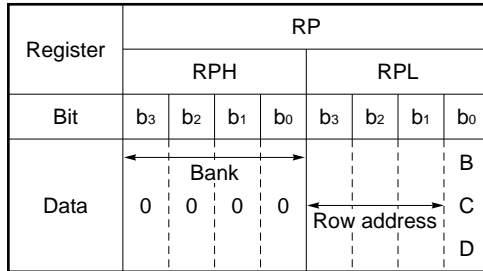 RP
Register
RPH RPL
Bit b3 b2 b1 b0 b3 b2 b1 b0
Bank B
Data 0 0 0 0 Row address C
D